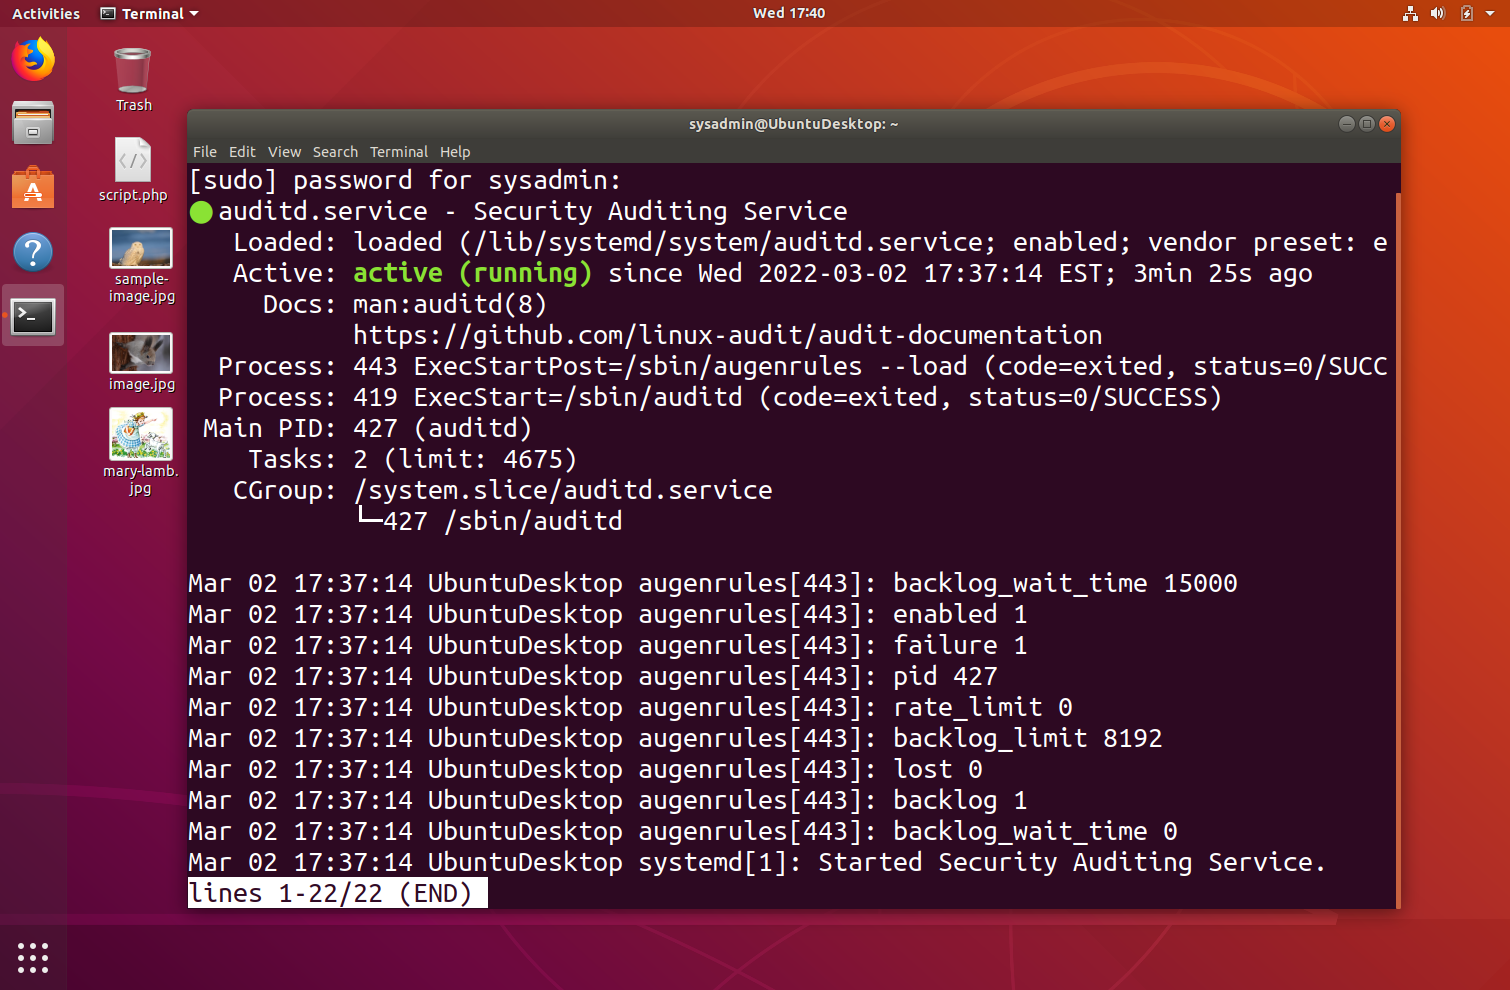 Activities
Terminal
Wed 17:40
Trash
script.php
sample-
image.jpg
image.jpg
mary-lamb.
jpg
sysadmin@UbuntuDesktop: ~
File Edit View Search Terminal Help
[sudo] password for sysadmin:
● auditd.service - Security Auditing Service
Loaded: loaded (/lib/systemd/system/auditd.service; enabled; vendor preset: e
Active: active (running) since Wed 2022-03-02 17:37:14 EST; 3min 25s ago
Docs: man:auditd(8)
https://github.com/linux-audit/audit-documentation
Process: 443 ExecStartPost=/sbin/augenrules --load (code=exited, status=0/SUCC
Process: 419 ExecStart=/sbin/auditd (code=exited, status=0/SUCCESS)
Main PID: 427 (auditd)
Tasks: 2 (limit: 4675)
CGroup: /system.slice/auditd.service
└─427 /sbin/auditd
Mar 02 17:37:14 UbuntuDesktop augenrules[443]: backlog_wait_time 15000
Mar 02 17:37:14 UbuntuDesktop augenrules[443]: enabled 1
Mar 02 17:37:14 UbuntuDesktop augenrules[443]: failure 1
Mar 02 17:37:14 UbuntuDesktop augenrules[443]: pid 427
Mar 02 17:37:14 UbuntuDesktop augenrules[443]: rate_limit 0
Mar 02 17:37:14 UbuntuDesktop augenrules[443]: backlog_limit 8192
Mar 02 17:37:14 UbuntuDesktop augenrules[443]: lost 0
Mar 02 17:37:14 UbuntuDesktop augenrules[443]: backlog 1
Mar 02 17:37:14 UbuntuDesktop augenrules[443]: backlog_wait_time 0
Mar 02 17:37:14 UbuntuDesktop systemd[1]: Started Security Auditing Service.
lines 1-22/22 (END)